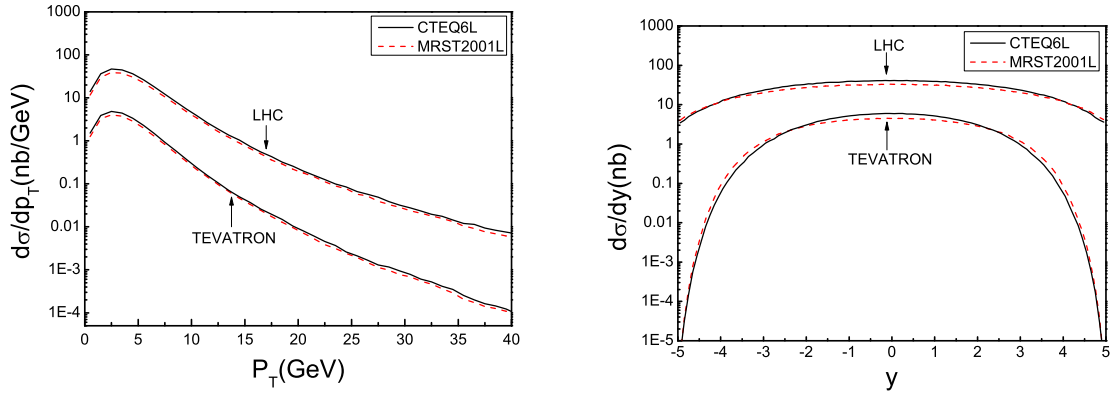 1000
100
10
1
0.1
0.01
1E-3
1E-4
dσ/dp_T(nb/GeV)
CTEQ6L
MRST2001L
LHC
TEVATRON
0 5 10 15 20 25 30 35 40
P_T(GeV)
1000
100
10
1
0.1
0.01
1E-3
1E-4
1E-5
dσ/dy(nb)
CTEQ6L
MRST2001L
LHC
TEVATRON
-5 -4 -3 -2 -1 0 1 2 3 4 5
y